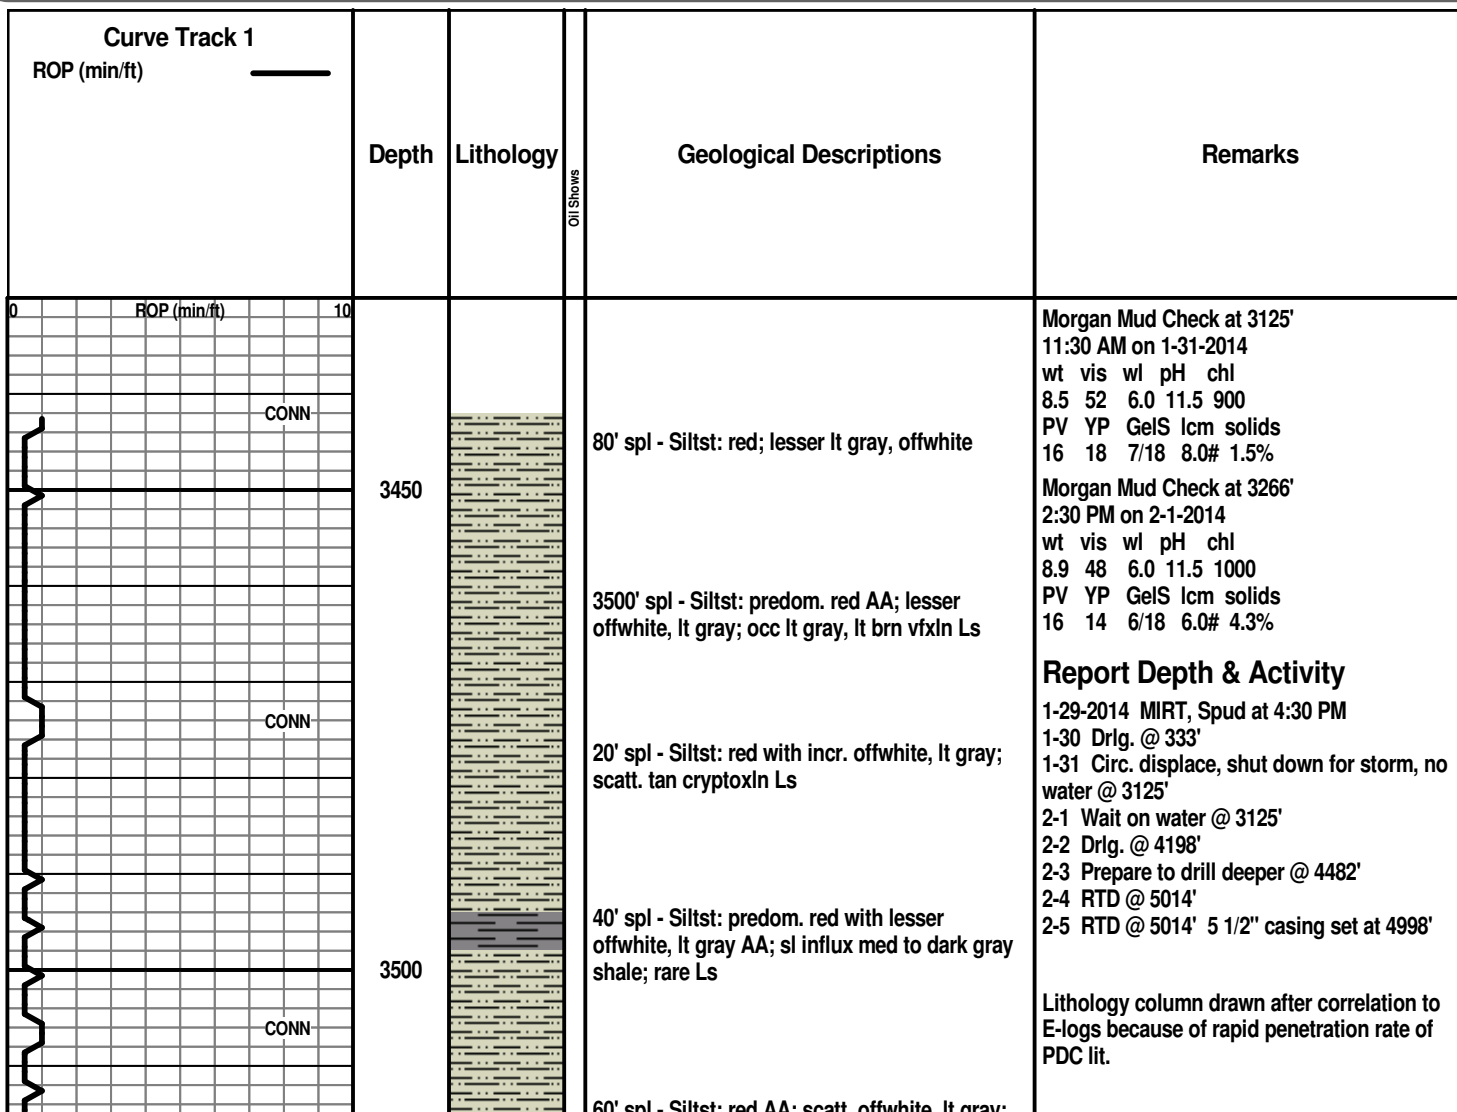 Curve Track 1
ROP (min/ft)
Depth
Lithology
Oil Shows
Geological Descriptions
Remarks
0 ROP (min/ft) 10
CONN
3450
CONN
3500
CONN
80' spl - Siltst: red; lesser lt gray, offwhite
3500' spl - Siltst: predom. red AA; lesser
offwhite, lt gray; occ lt gray, lt brn vfxln Ls
20' spl - Siltst: red with incr. offwhite, lt gray;
scatt. tan cryptoxln Ls
40' spl - Siltst: predom. red with lesser
offwhite, lt gray AA; sl influx med to dark gray
shale; rare Ls
60' spl - Siltst: red AA; scatt. offwhite, lt gray;
Morgan Mud Check at 3125'
11:30 AM on 1-31-2014
wt vis wl pH chl
8.5 52 6.0 11.5 900
PV YP GelS lcm solids
16 18 7/18 8.0# 1.5%
Morgan Mud Check at 3266'
2:30 PM on 2-1-2014
wt vis wl pH chl
8.9 48 6.0 11.5 1000
PV YP GelS lcm solids
16 14 6/18 6.0# 4.3%
Report Depth & Activity
1-29-2014 MIRT, Spud at 4:30 PM
1-30 Drlg. @ 333'
1-31 Circ. displace, shut down for storm, no
water @ 3125'
2-1 Wait on water @ 3125'
2-2 Drlg. @ 4198'
2-3 Prepare to drill deeper @ 4482'
2-4 RTD @ 5014'
2-5 RTD @ 5014' 5 1/2" casing set at 4998'
Lithology column drawn after correlation to
E-logs because of rapid penetration rate of
PDC lit.